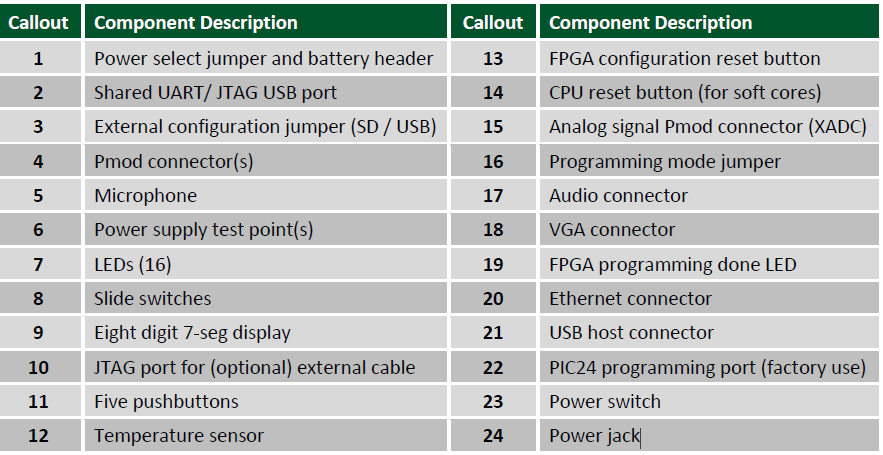 Callout Component Description Callout Component Description
1 Power select jumper and battery header 13 FPGA configuration reset button
2 Shared UART/ JTAG USB port 14 CPU reset button (for soft cores)
3 External configuration jumper (SD / USB) 15 Analog signal Pmod connector (XADC)
4 Pmod connector(s) 16 Programming mode jumper
5 Microphone 17 Audio connector
6 Power supply test point(s) 18 VGA connector
7 LEDs (16) 19 FPGA programming done LED
8 Slide switches 20 Ethernet connector
9 Eight digit 7-seg display 21 USB host connector
10 JTAG port for (optional) external cable 22 PIC24 programming port (factory use)
11 Five pushbuttons 23 Power switch
12 Temperature sensor 24 Power jack